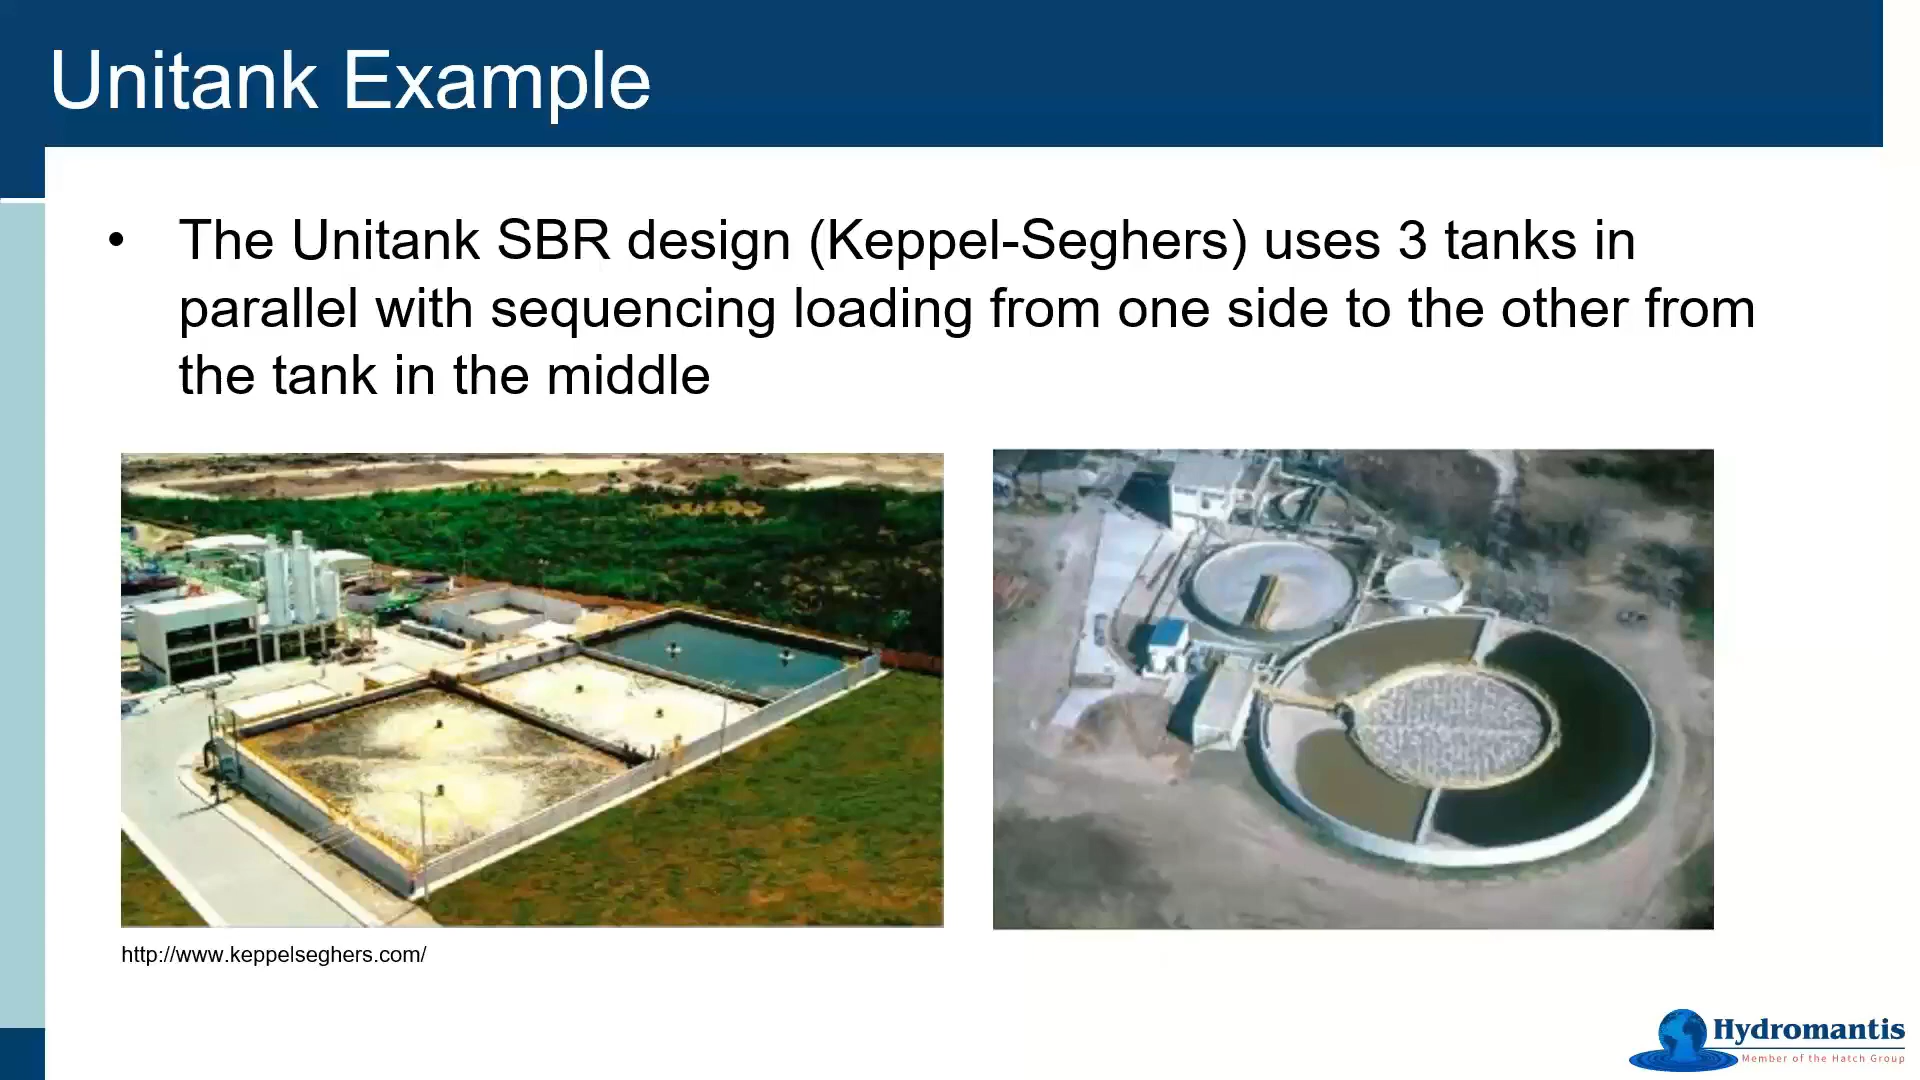 Unitank Example
• The Unitank SBR design (Keppel-Seghers) uses 3 tanks in
parallel with sequencing loading from one side to the other from
the tank in the middle
http://www.keppelseghers.com/
Hydromantis
Member of the Hatch Group